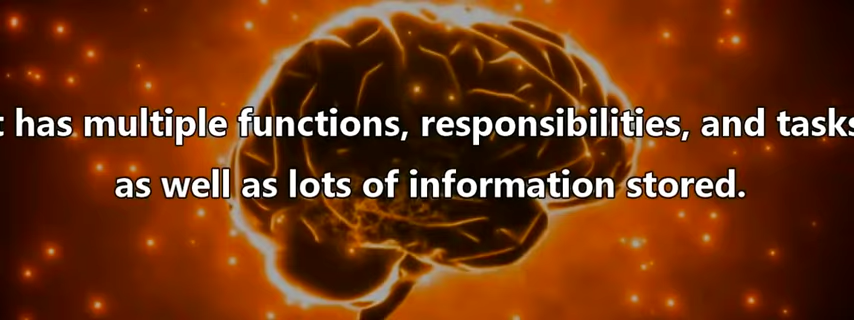 has multiple functions, responsibilities, and tasks
as well as lots of information stored.